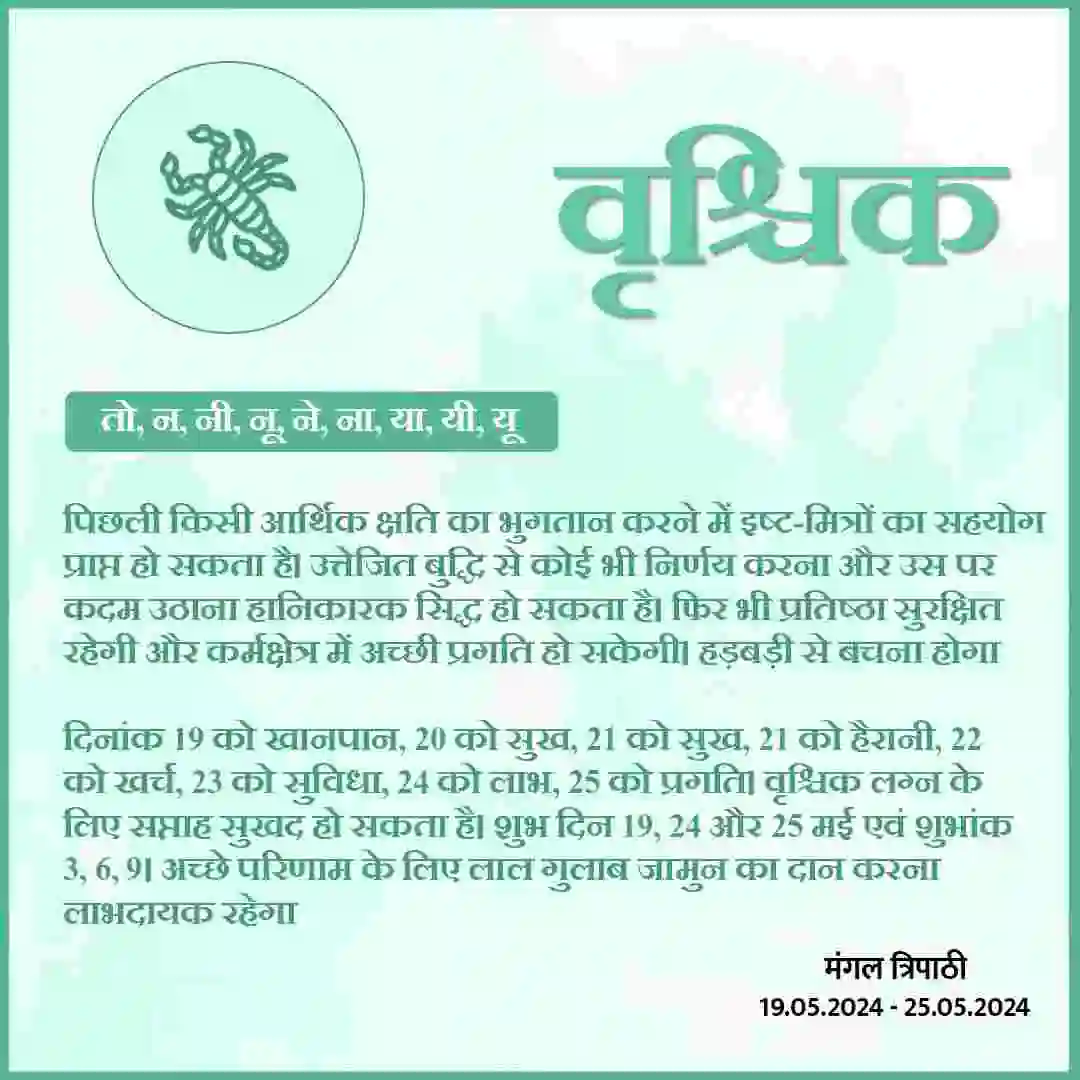 वृश्चिक
तो, न, नी, नू, ने, ना, या, यी, यू
पिछली किसी आर्थिक क्षति का भुगतान करने में इष्ट-मित्रों का सहयोग
प्राप्त हो सकता है। उत्तेजित बुद्धि से कोई भी निर्णय करना और उस पर
कदम उठाना हानिकारक सिद्ध हो सकता है। फिर भी प्रतिष्ठा सुरक्षित
रहेगी और कर्मक्षेत्र में अच्छी प्रगति हो सकेगी। हड़बड़ी से बचना होगा
दिनांक 19 को खानपान, 20 को सुख, 21 को सुख, 21 को हैरानी, 22
को खर्च, 23 को सुविधा, 24 को लाभ, 25 को प्रगति। वृश्चिक लग्न के
लिए सप्ताह सुखद हो सकता है। शुभ दिन 19, 24 और 25 मई एवं शुभांक
3, 6, 9। अच्छे परिणाम के लिए लाल गुलाब जामुन का दान करना
लाभदायक रहेगा
मंगल त्रिपाठी
19.05.2024 - 25.05.2024